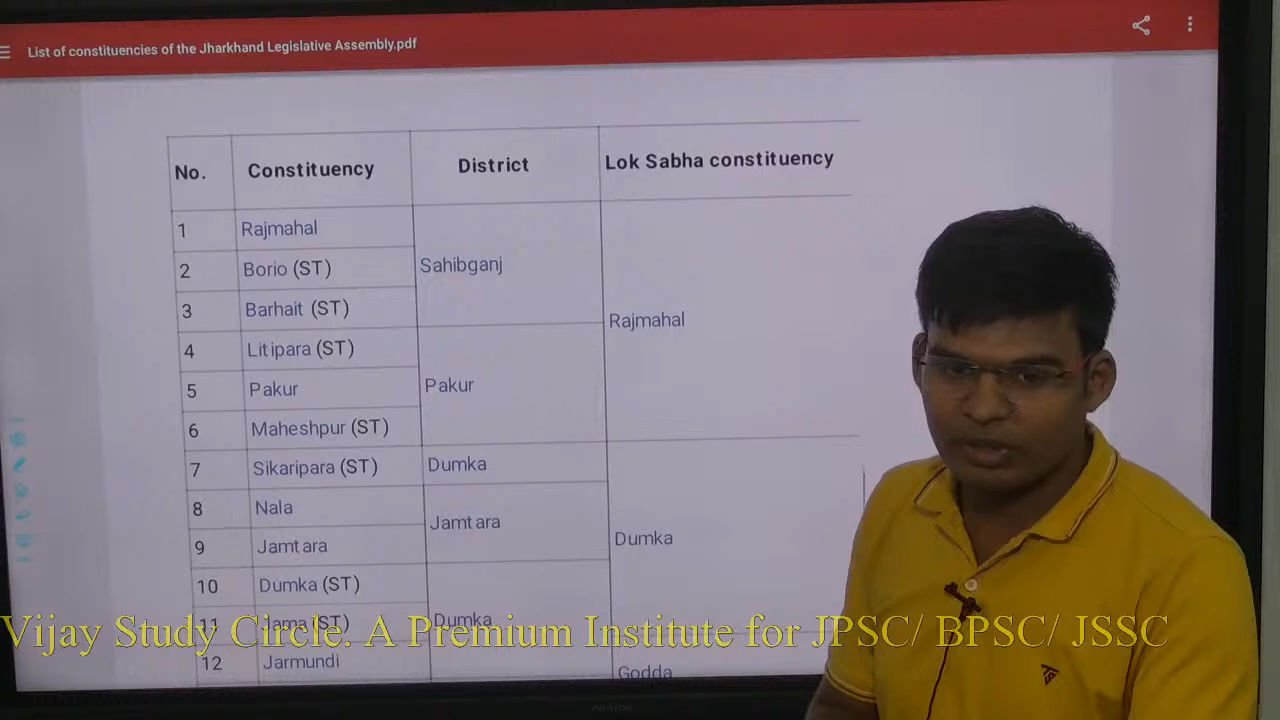 List of constituencies of the Jharkhand Legislative Assembly.pdf
No. Constituency District Lok Sabha constituency
1 Rajmahal
2 Borio (ST) Sahibganj
3 Barhait (ST) Rajmahal
4 Litipara (ST)
5 Pakur Pakur
6 Maheshpur (ST)
7 Sikaripara (ST) Dumka
8 Nala Jamtara
9 Jamtara Dumka
10 Dumka (ST)
11 Jama (ST) Dumka
Vijay Study Circle. A Premium Institute for JPSC/ BPSC/ JSSC
12 Jarmundi Godda